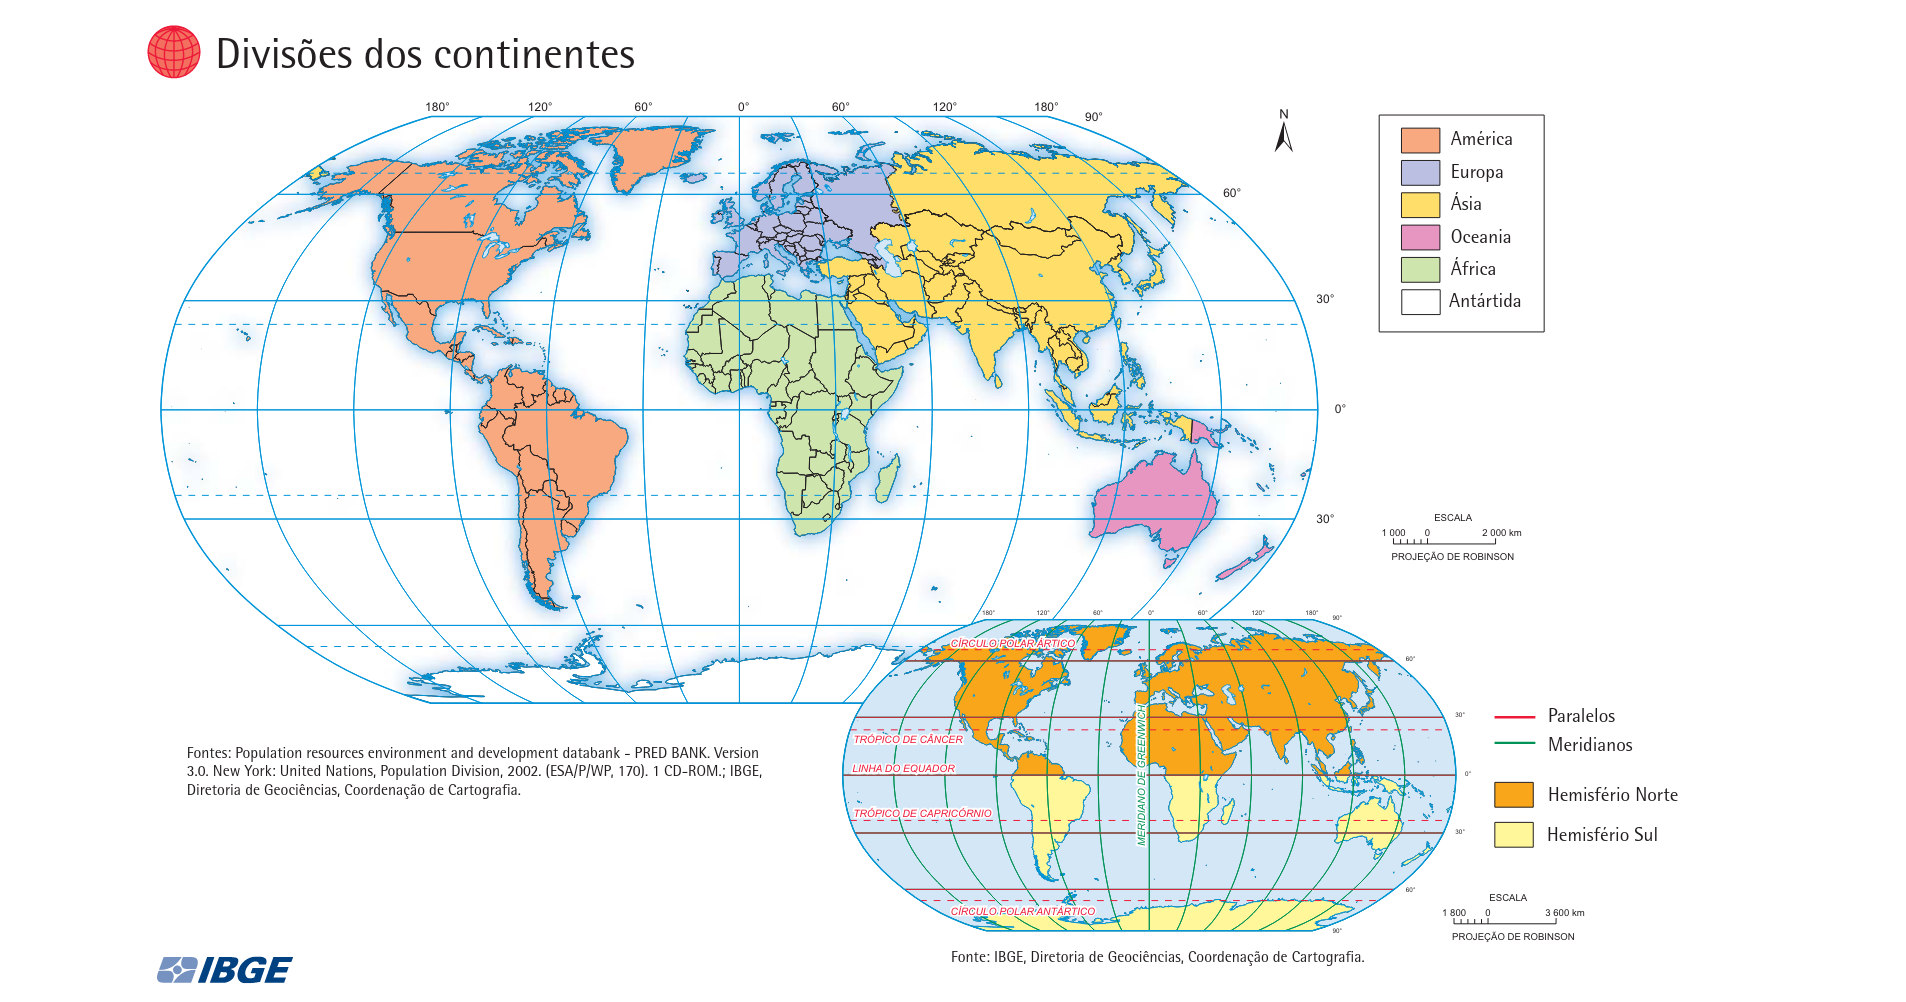 Divisões dos continentes
180° 120° 60° 0° 60° 120° 180°
90°
N
60°
30°
0°
30°
América
Europa
Ásia
Oceania
África
Antártida
ESCALA
1 000 0 2 000 km
PROJEÇÃO DE ROBINSON
180° 120° 60° 0° 60° 120° 180°
90°
CÍRCULO POLAR ÁRTICO
60°
30°
TRÓPICO DE CÂNCER
LINHA DO EQUADOR
0°
TRÓPICO DE CAPRICÓRNIO
30°
MERIDIANO DE GREENWICH
60°
CÍRCULO POLAR ANTÁRTICO
90°
Paralelos
Meridianos
Hemisfério Norte
Hemisfério Sul
ESCALA
1 800 0 3 600 km
PROJEÇÃO DE ROBINSON
Fontes: Population resources environment and development databank - PRED BANK. Version
3.0. New York: United Nations, Population Division, 2002. (ESA/P/WP, 170). 1 CD-ROM.; IBGE,
Diretoria de Geociências, Coordenação de Cartografia.
Fonte: IBGE, Diretoria de Geociências, Coordenação de Cartografia.
IBGE